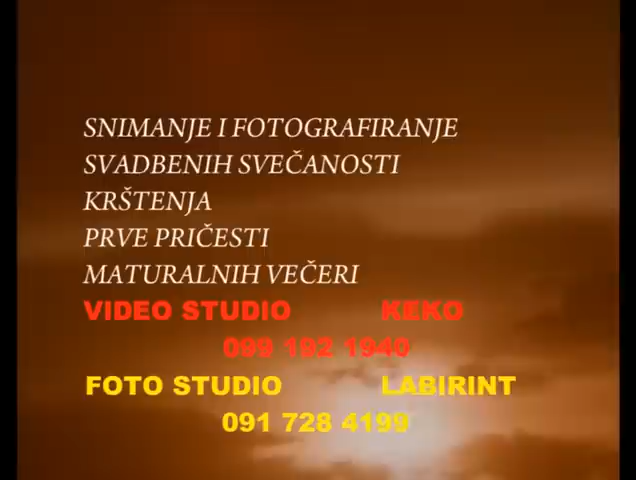 SNIMANJE I FOTOGRAFIRANJE
SVADBENIH SVEČANOSTI
KRŠTENJA
PRVE PRIČESTI
MATURALNIH VEČERI
VIDEO STUDIO KEKO
099 192 1940
FOTO STUDIO LABIRINT
091 728 4199